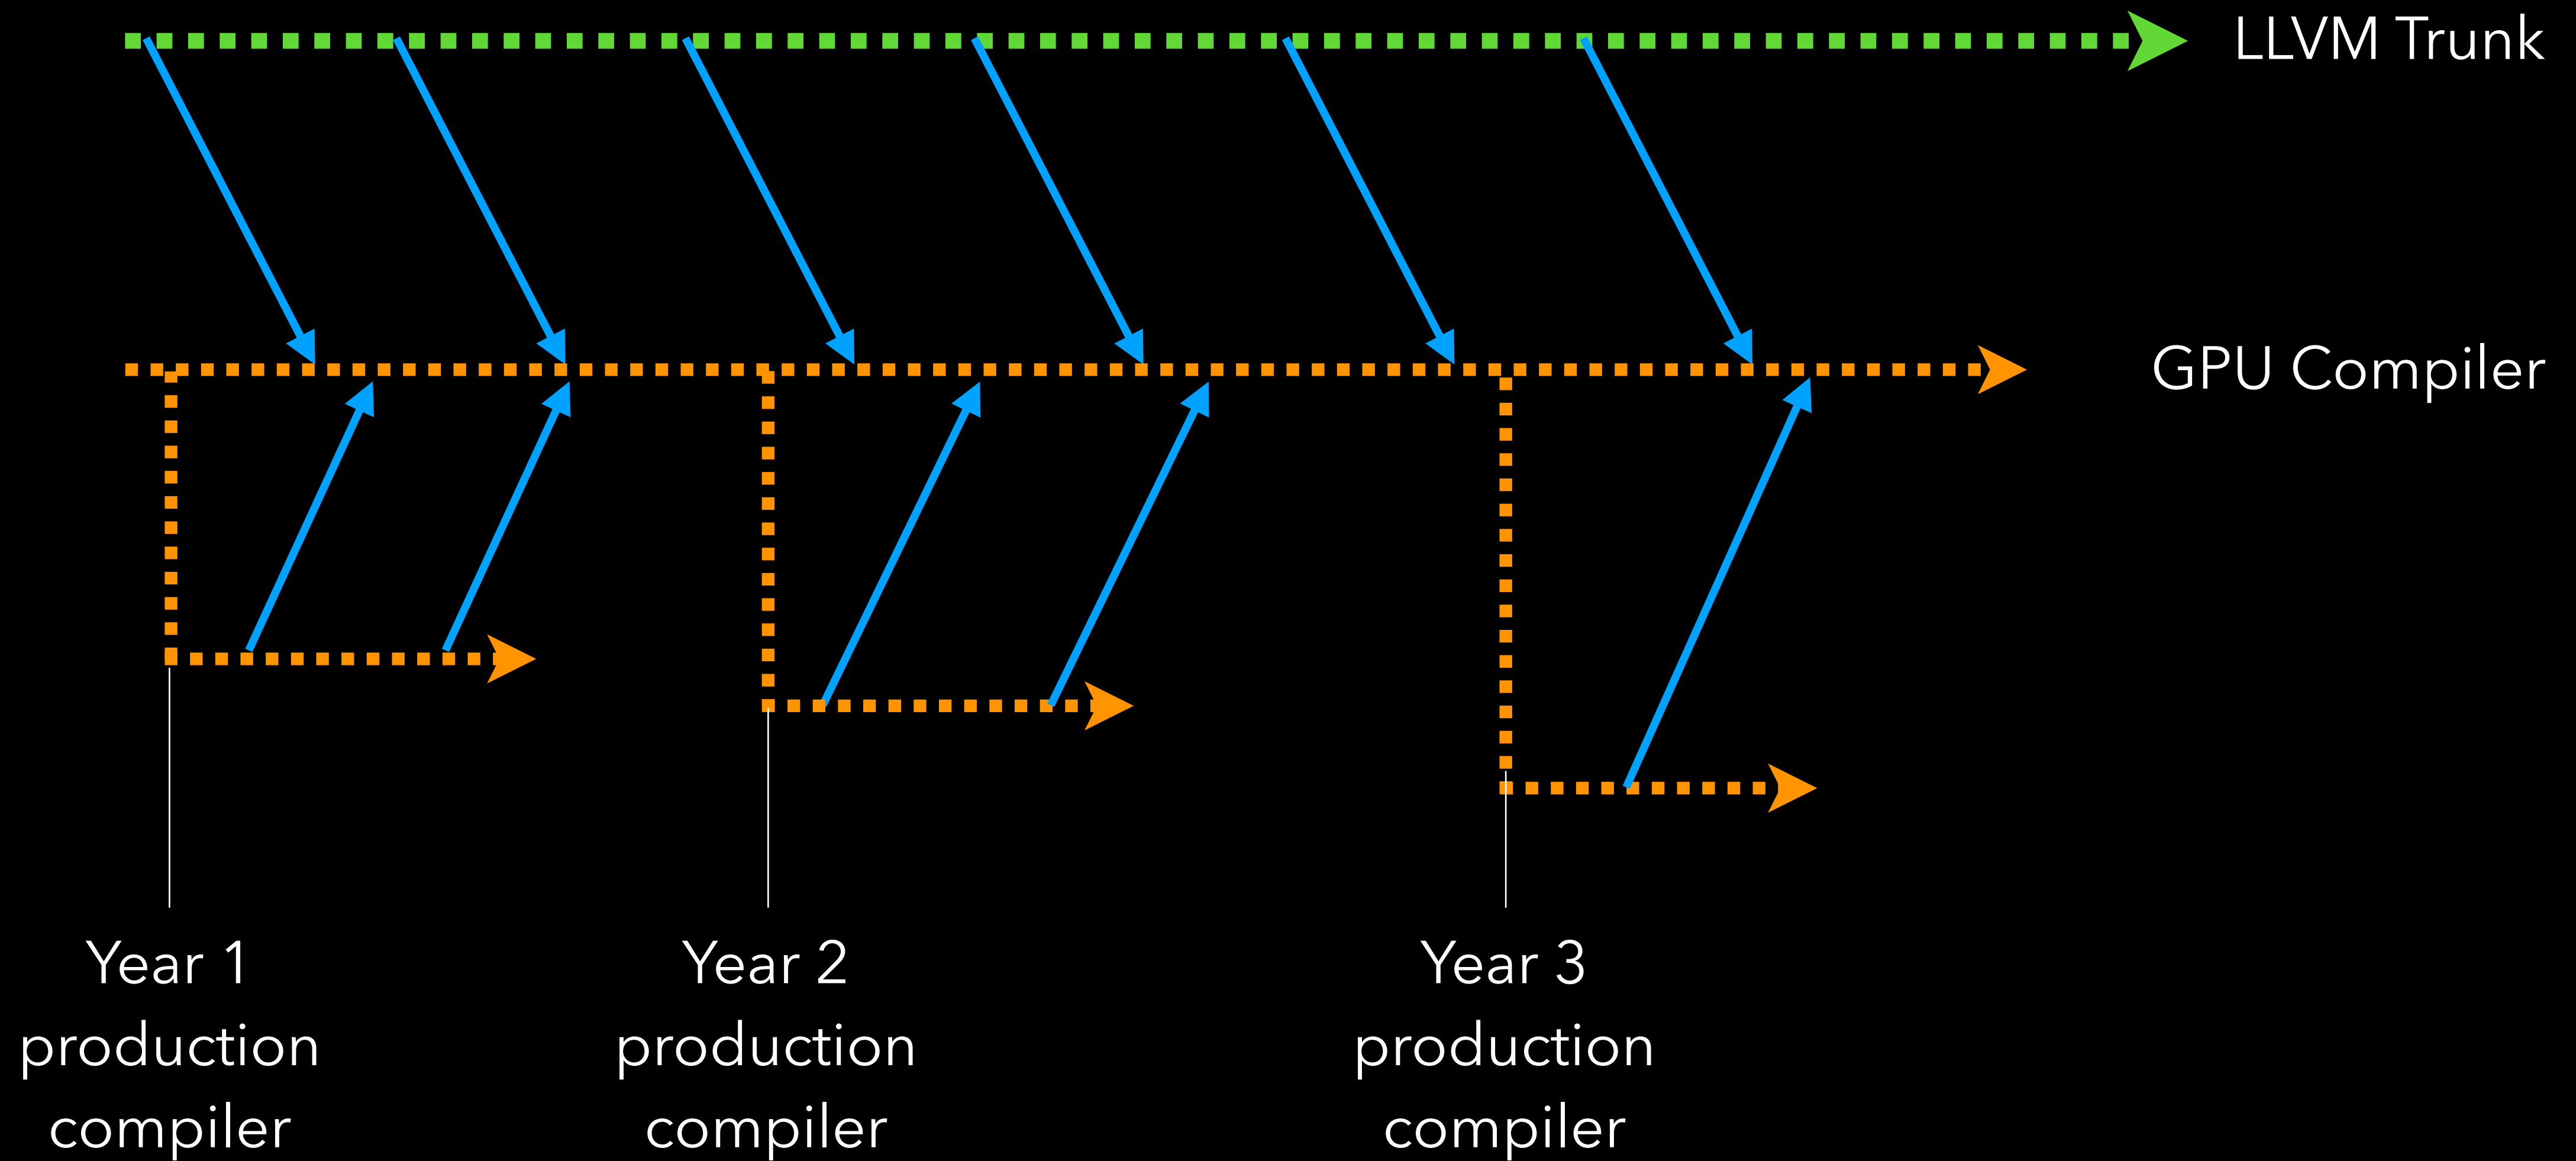 LLVM Trunk
GPU Compiler
Year 1
production
compiler
Year 2
production
compiler
Year 3
production
compiler